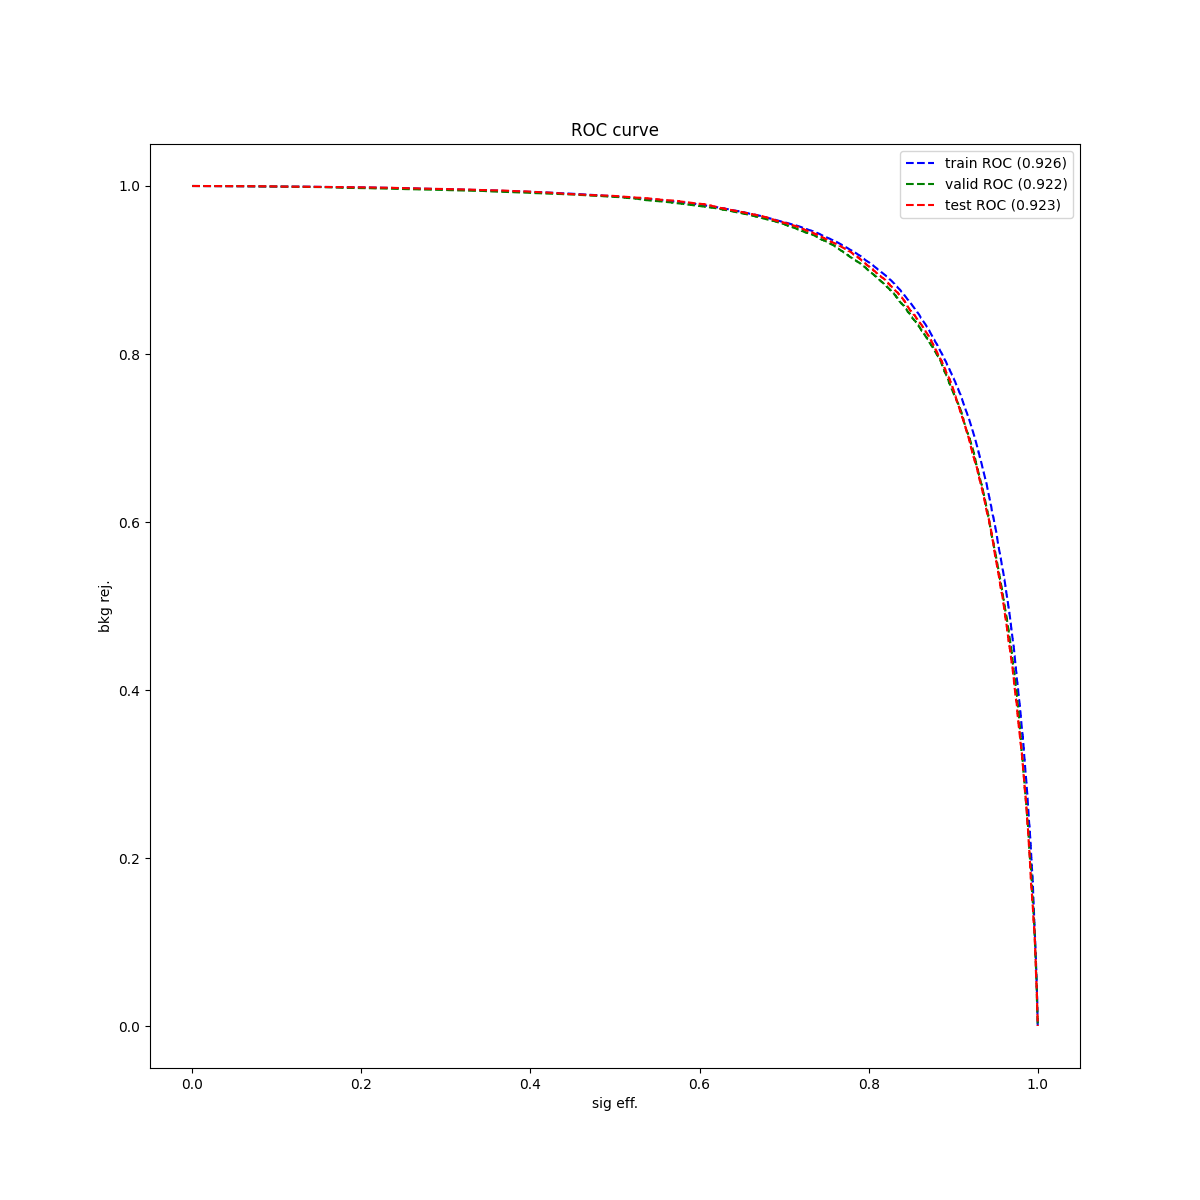 ROC curve
train ROC (0.926)
valid ROC (0.922)
test ROC (0.923)
1.0
0.8
0.6
bkg rej.
0.4
0.2
0.0
0.0 0.2 0.4 0.6 0.8 1.0
sig eff.